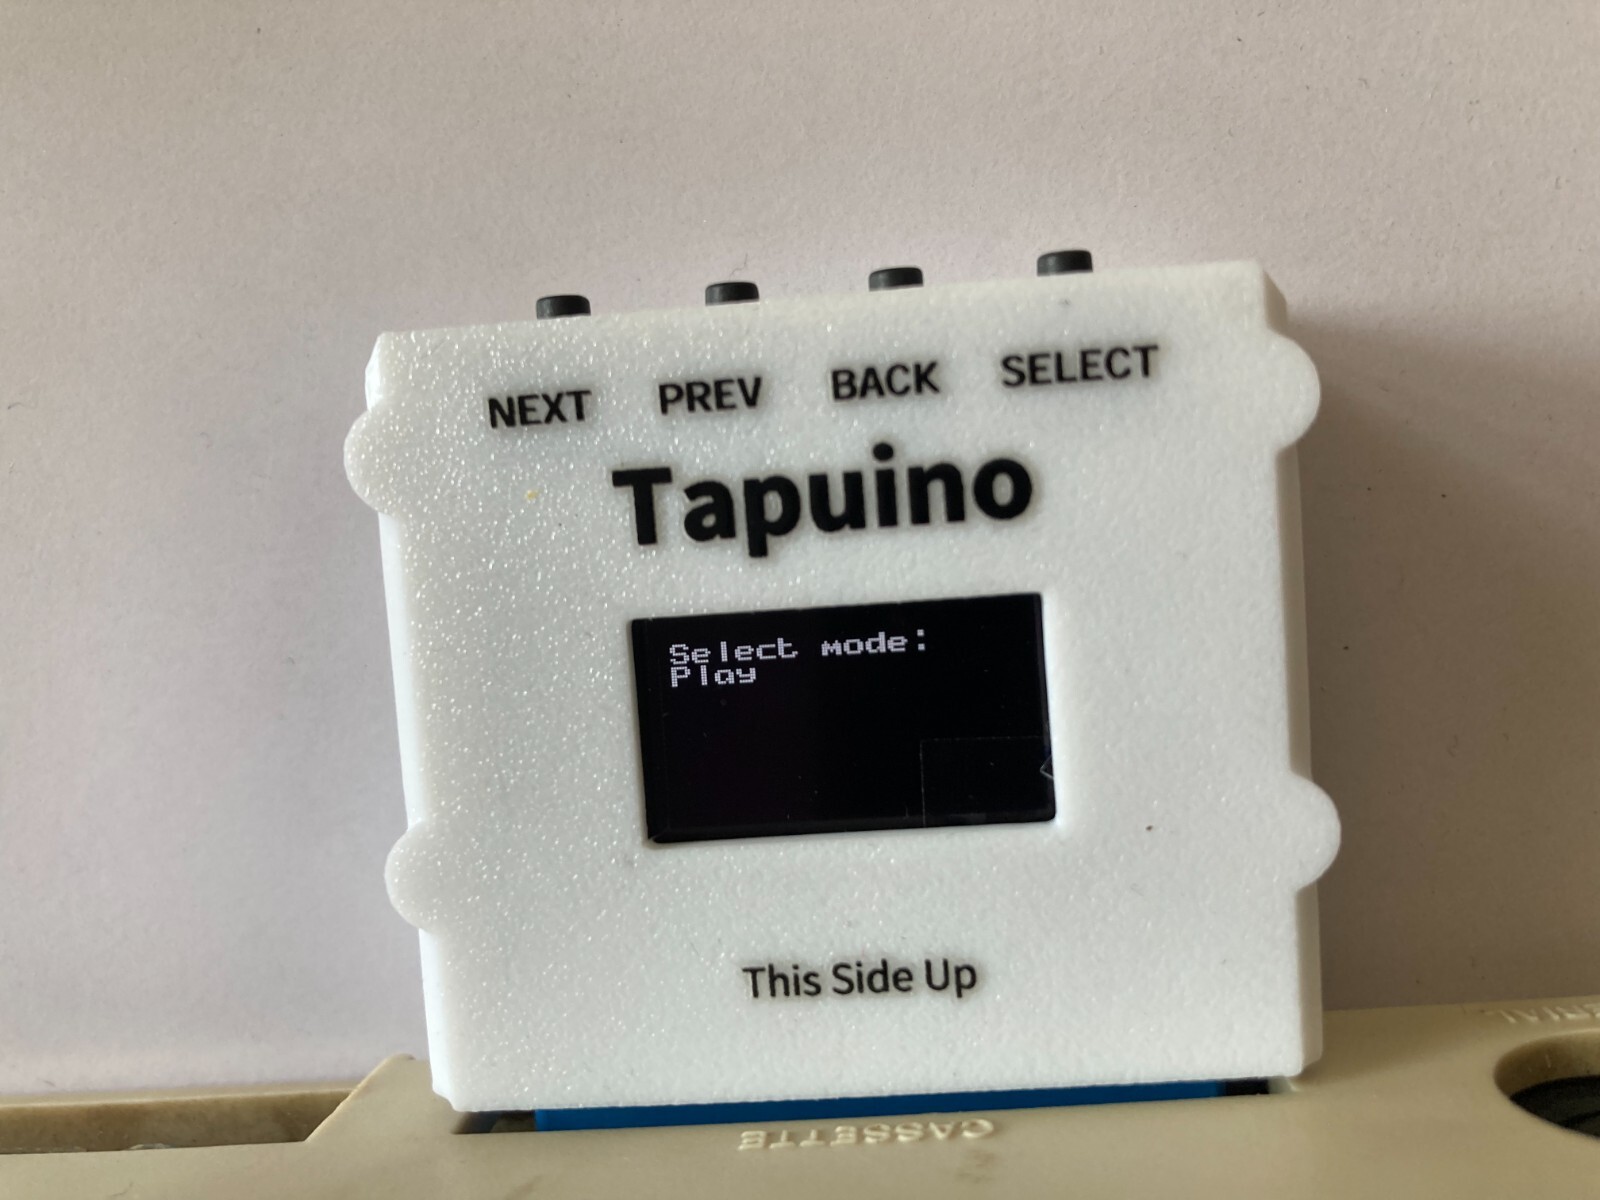 NEXT PREV BACK SELECT
Tapuino
Select mode:
Play
This Side Up
CASSETTE